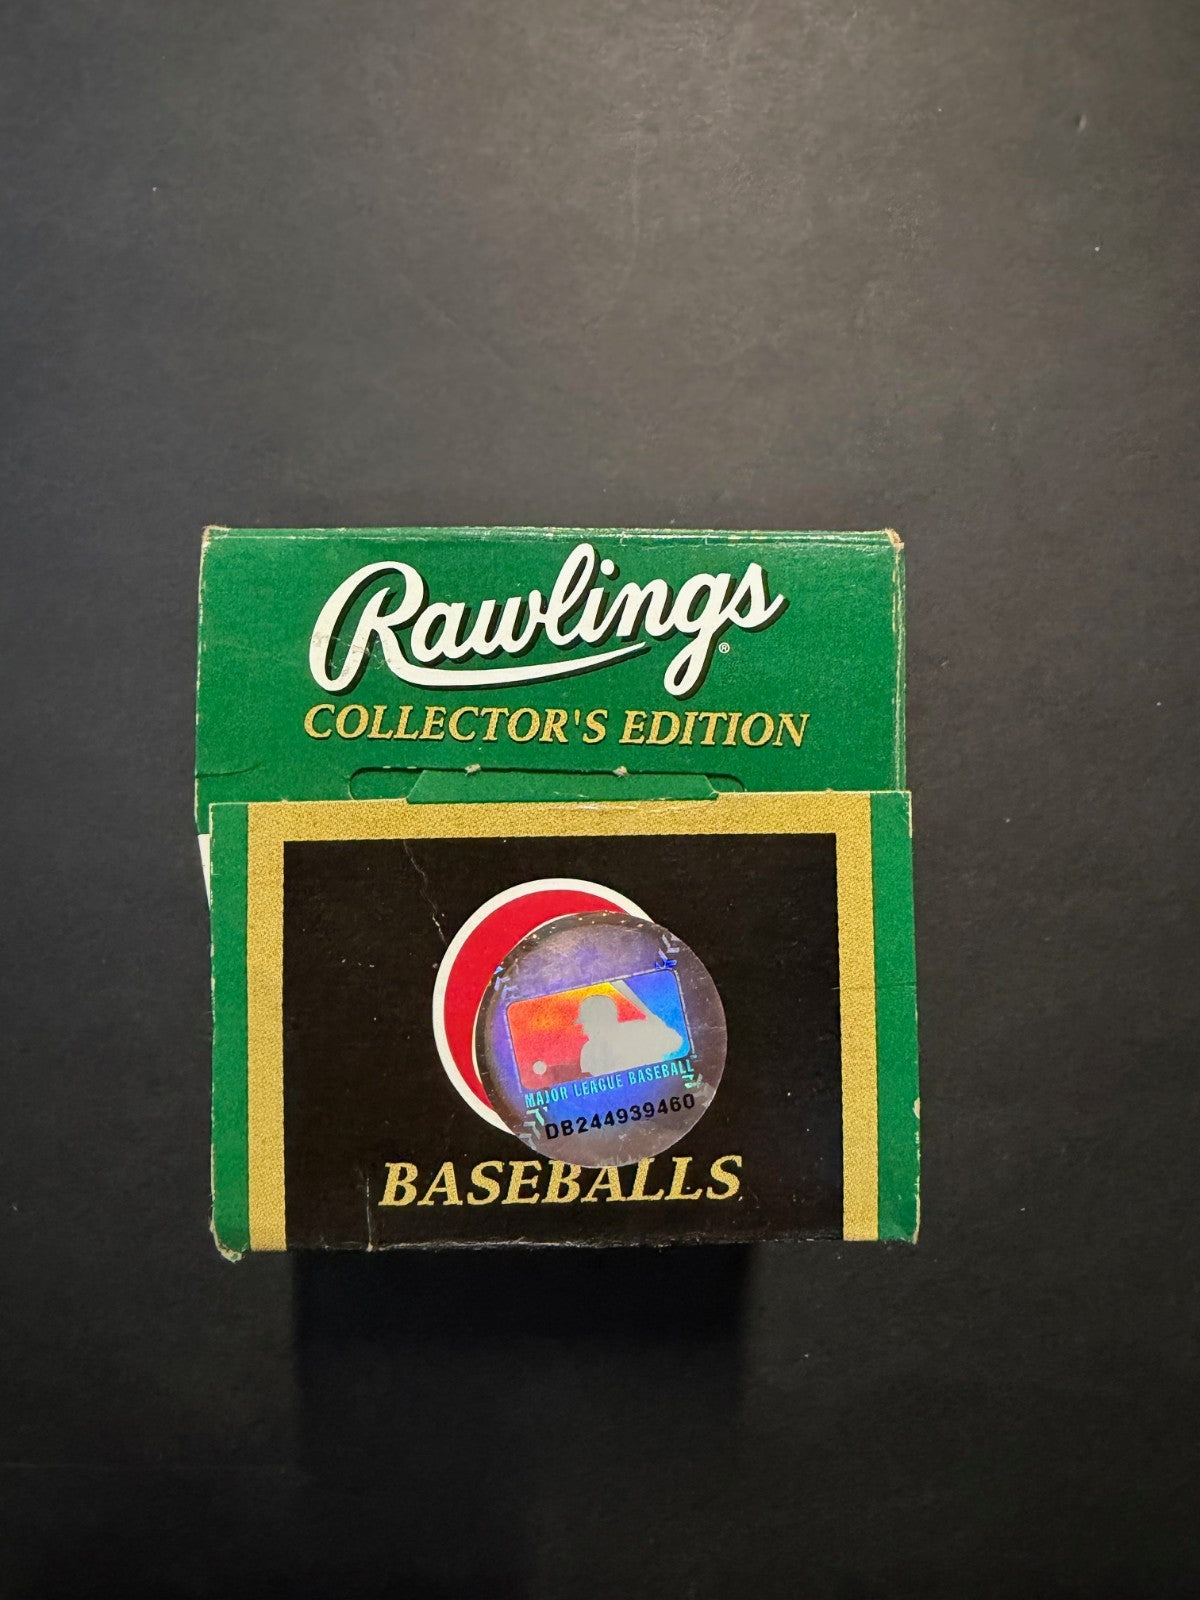 Rawlings®
COLLECTOR'S EDITION
MAJOR LEAGUE BASEBALL
DB244939460
BASEBALLS